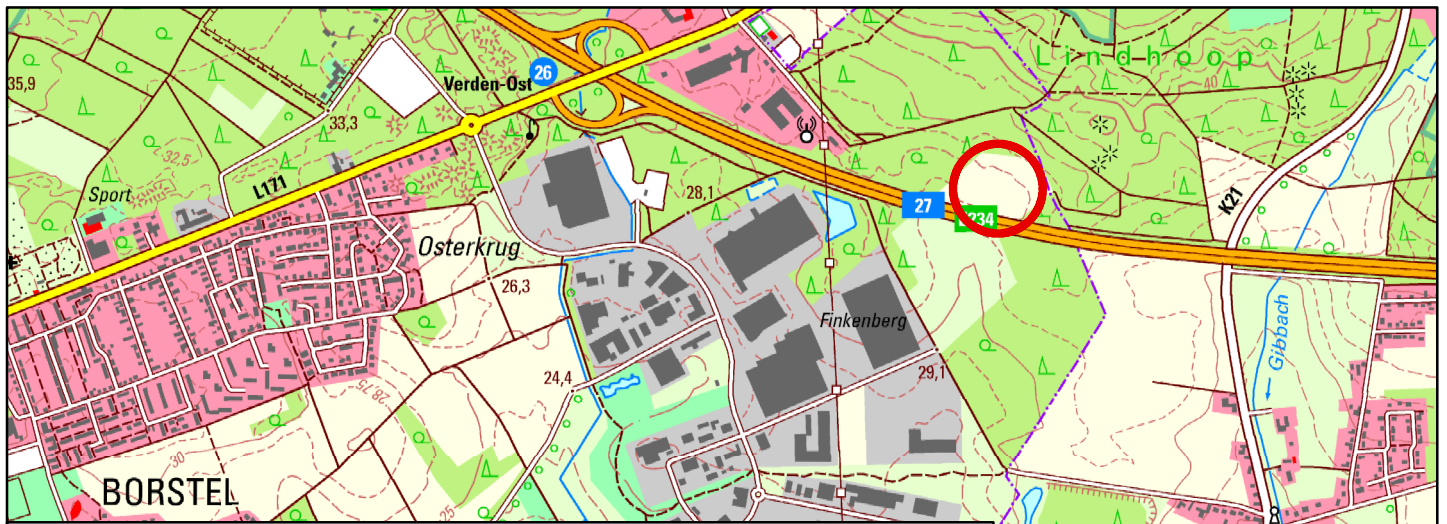 Lindhoop
26
Verden-Ost
35,9
33,3
40
32,5
L171
Sport
28,1
27
234
K21
Osterkrug
26,3
Finkenberg
Gibbach
24,4
29,1
28,75
30
BORSTEL
25